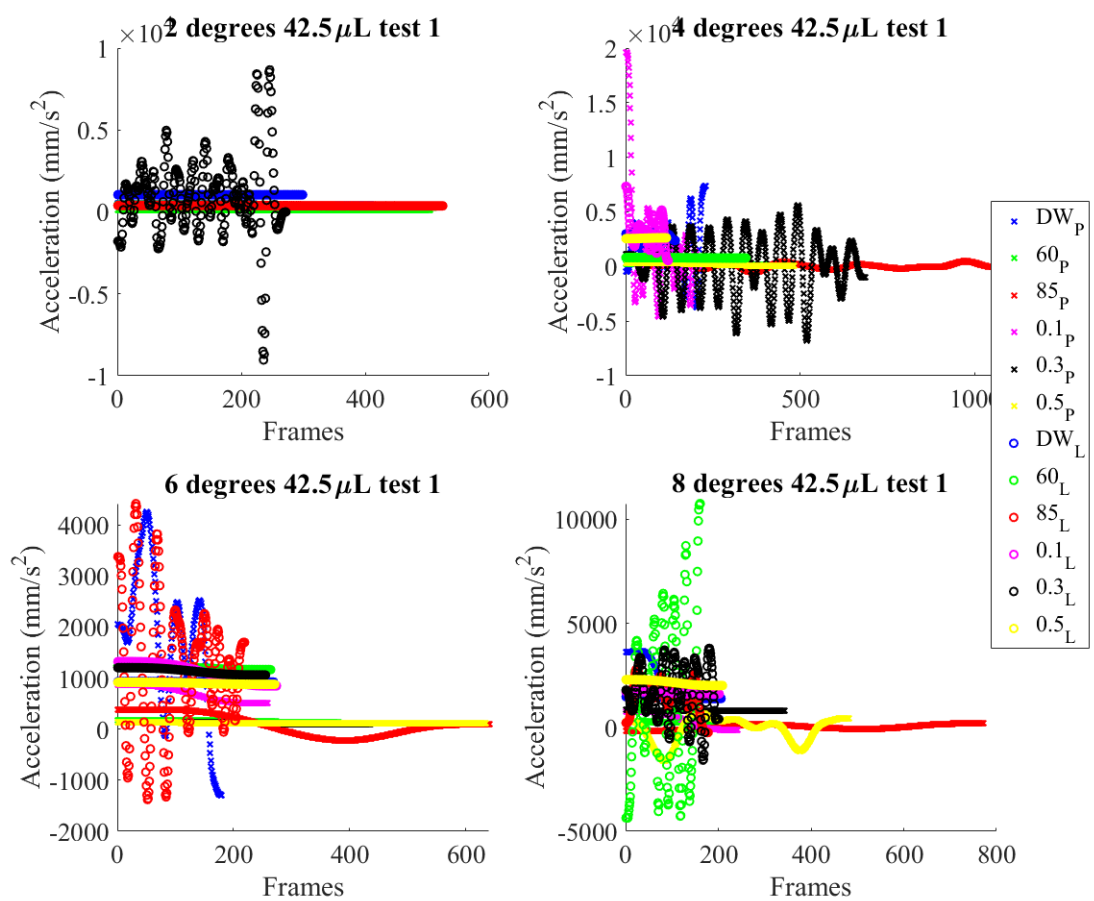 ×10⁴
2 degrees 42.5μL test 1
1
0.5
0
-0.5
-1
0 200 400 600
Acceleration (mm/s²)
Frames
×10⁴
4 degrees 42.5μL test 1
2
1.5
1
0.5
0
-0.5
-1
0 500 1000
Acceleration (mm/s²)
Frames
6 degrees 42.5μL test 1
4000
3000
2000
1000
0
-1000
-2000
0 200 400 600
Acceleration (mm/s²)
Frames
8 degrees 42.5μL test 1
10000
5000
0
-5000
0 200 400 600 800
Acceleration (mm/s²)
Frames
DW_P
60_P
85_P
0.1_P
0.3_P
0.5_P
DW_L
60_L
85_L
0.1_L
0.3_L
0.5_L